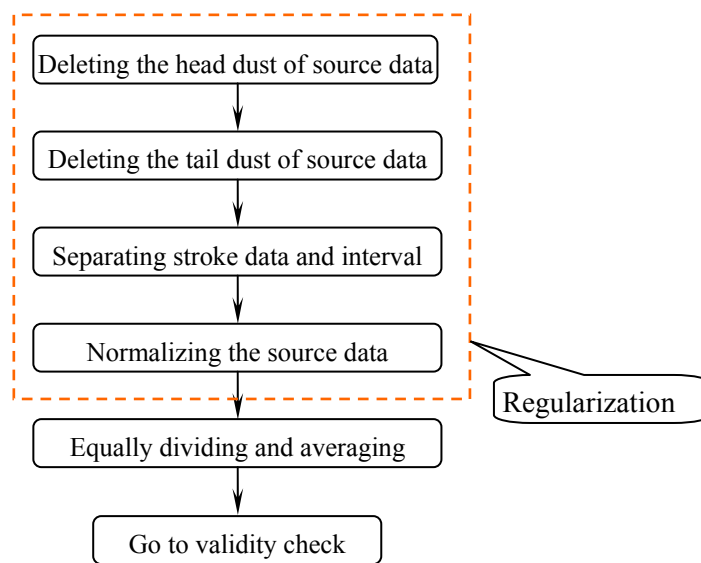 Deleting the head dust of source data
Deleting the tail dust of source data
Separating stroke data and interval
Normalizing the source data
Regularization
Equally dividing and averaging
Go to validity check